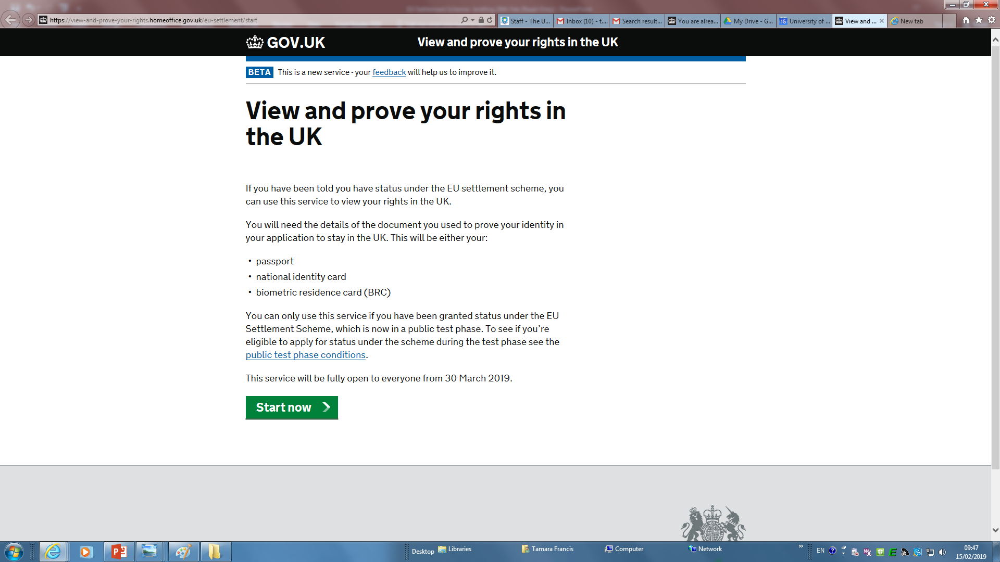 https://view-and-prove-your-rights.homeoffice.gov.uk/eu-settlement/start
Staff - The U...
Inbox (10) - t....
Search result...
You are alrea...
My Drive - G...
University of ...
View and ...
New tab
GOV.UK
View and prove your rights in the UK
BETA This is a new service - your feedback will help us to improve it.
View and prove your rights in
the UK
If you have been told you have status under the EU settlement scheme, you
can use this service to view your rights in the UK.
You will need the details of the document you used to prove your identity in
your application to stay in the UK. This will be either your:
• passport
• national identity card
• biometric residence card (BRC)
You can only use this service if you have been granted status under the EU
Settlement Scheme, which is now in a public test phase. To see if you’re
eligible to apply for status under the scheme during the test phase see the
public test phase conditions.
This service will be fully open to everyone from 30 March 2019.
Start now
Desktop
Libraries
Tamara Francis
Computer
Network
EN
09:47
15/02/2019